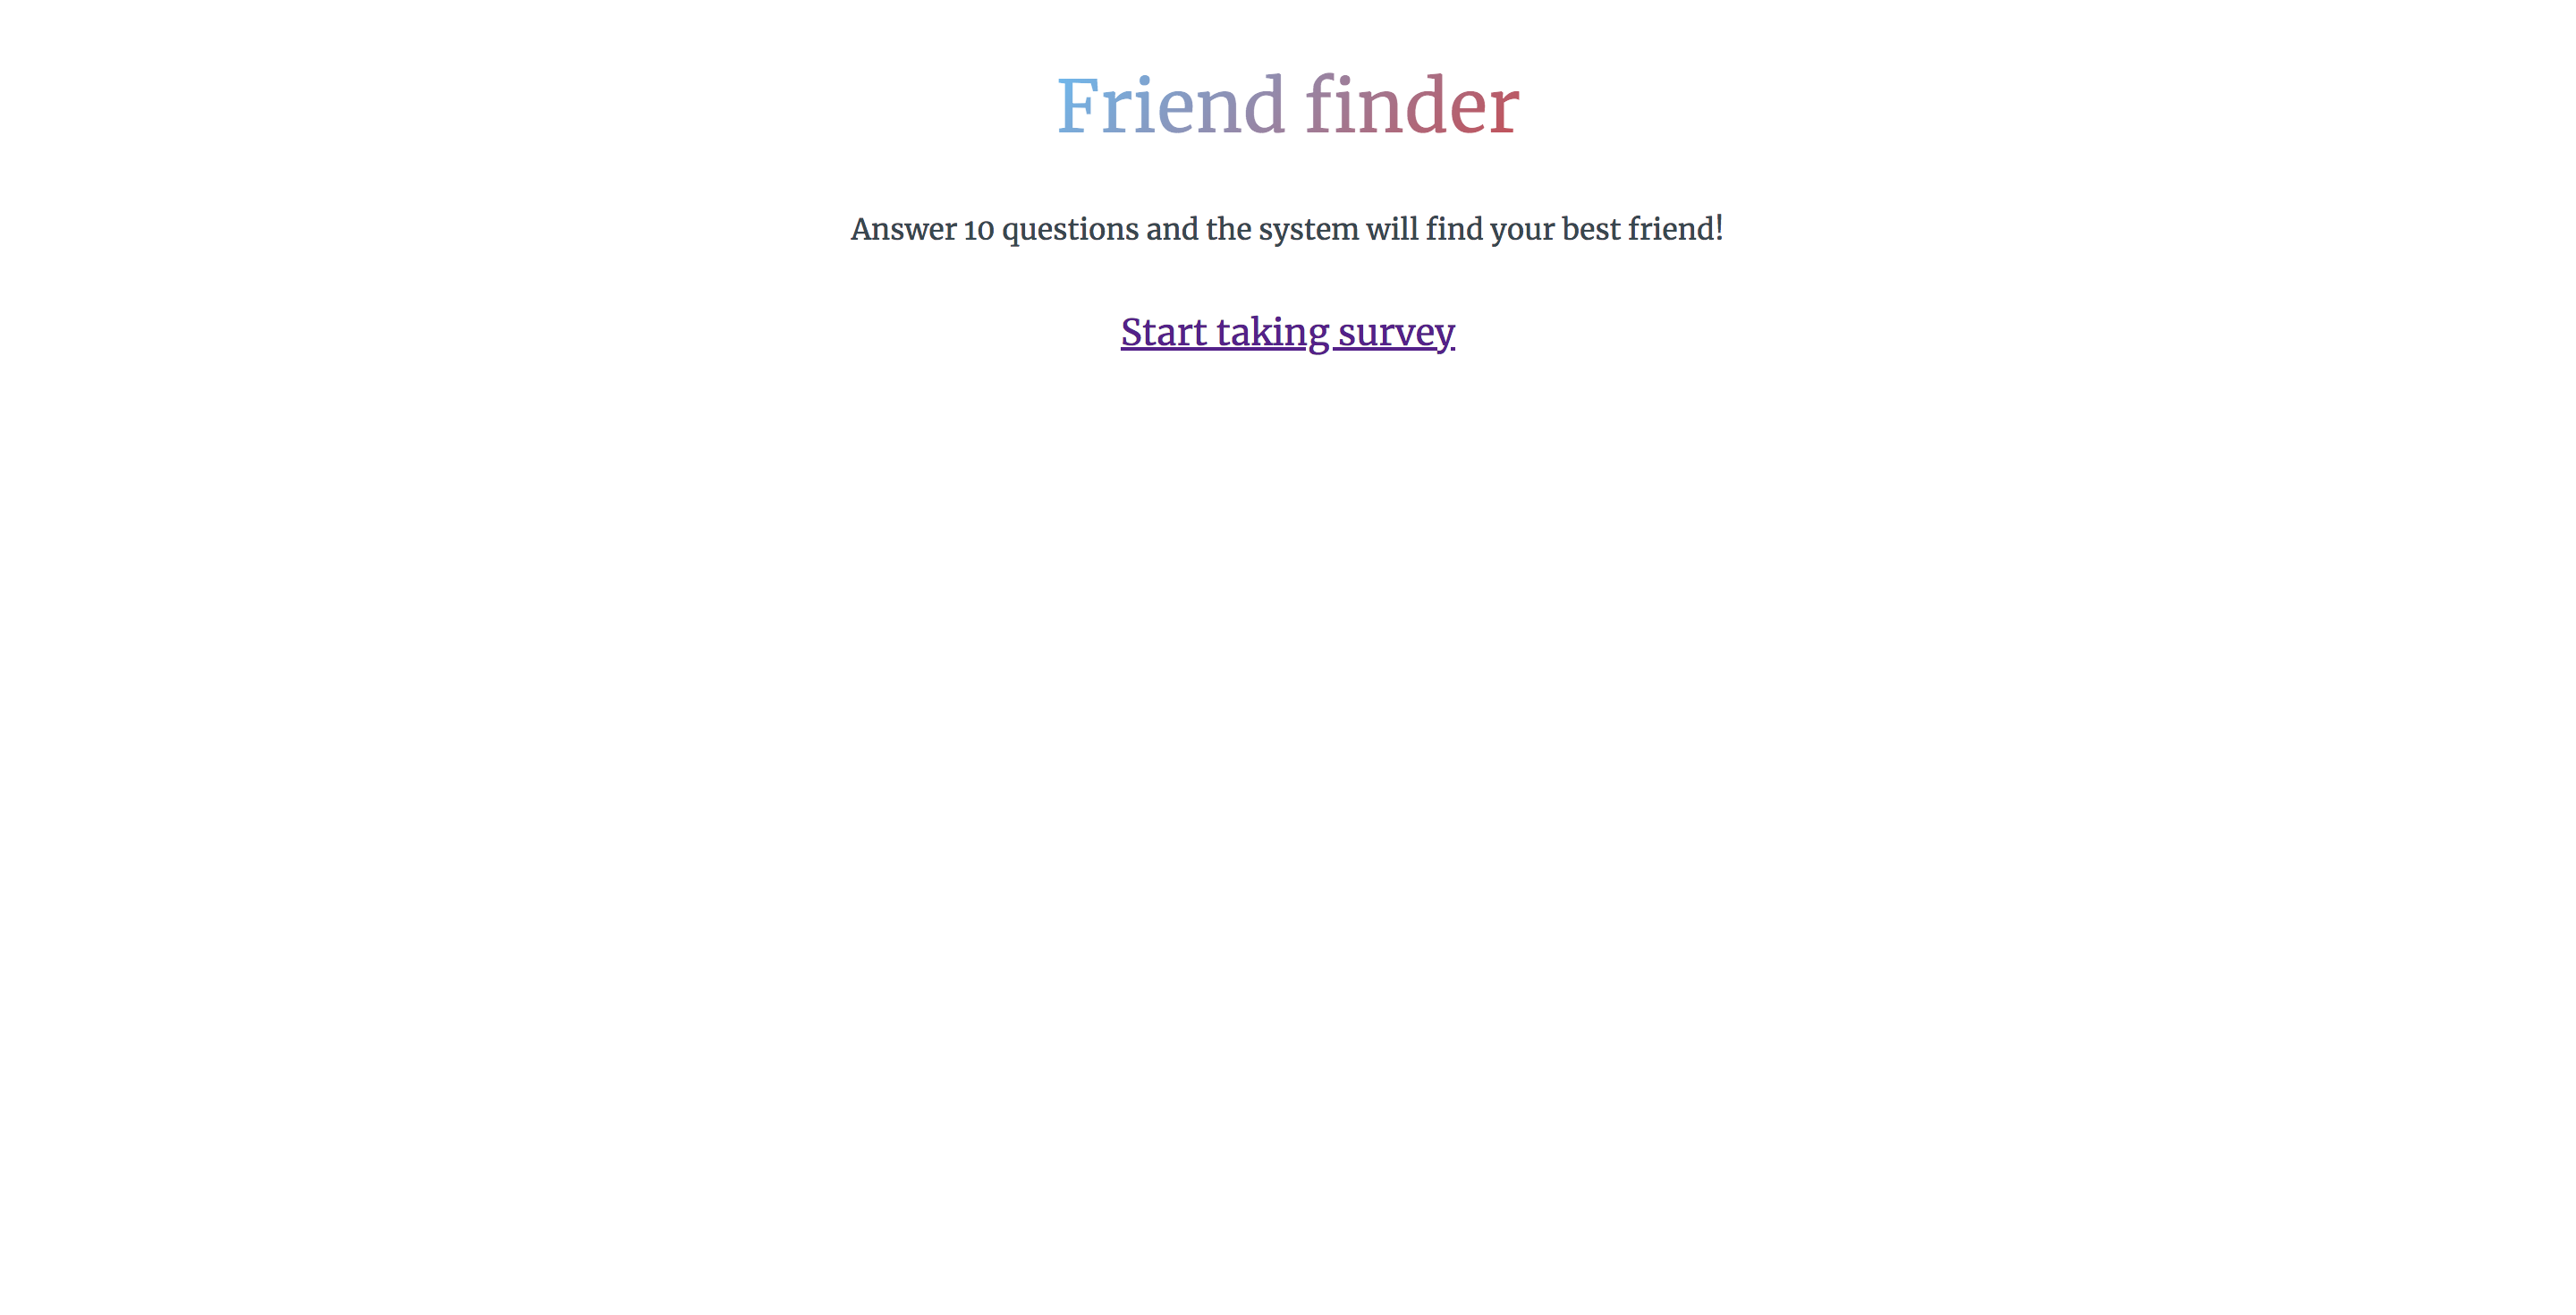 Friend finder
Answer 10 questions and the system will find your best friend!
Start taking survey